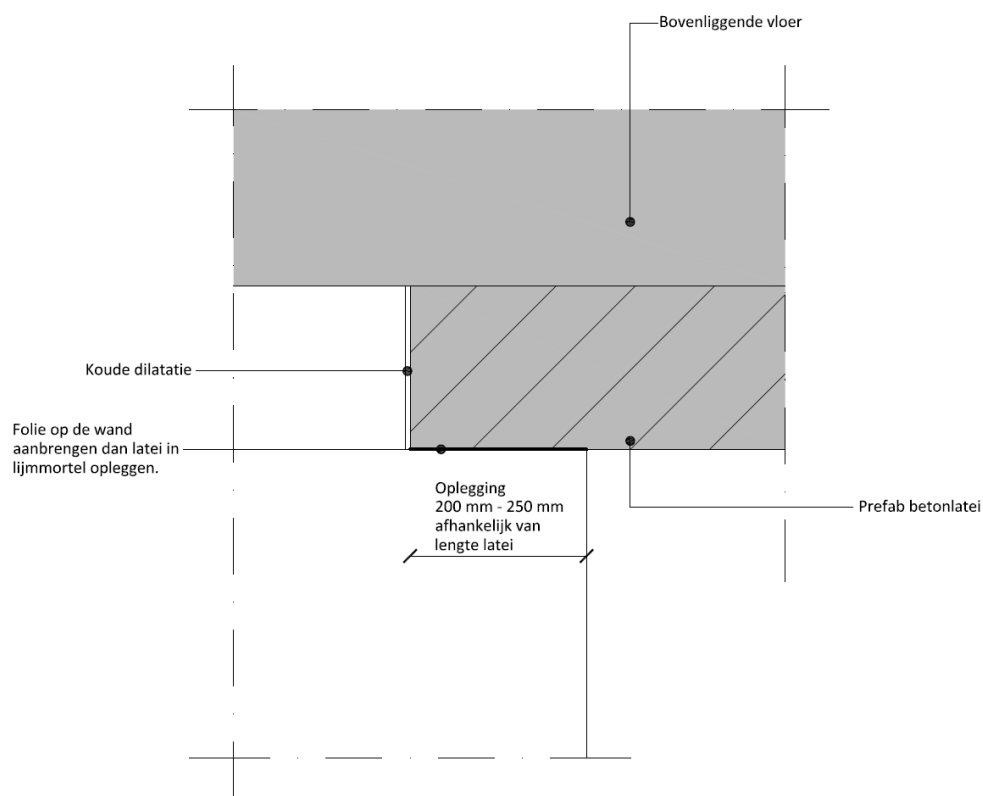 Bovenliggende vloer
Koude dilatatie
Folie op de wand
aanbrengen dan latei in
lijmmortel opleggen.
Oplegging
200 mm - 250 mm
afhankelijk van
lengte latei
Prefab betonlatei